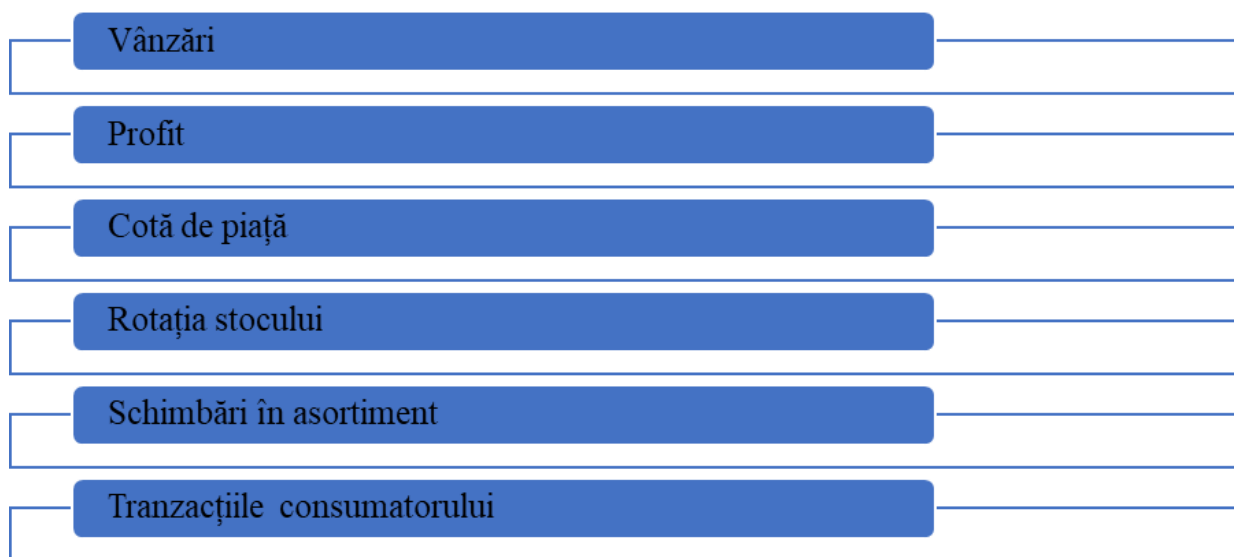 Vânzări
Profit
Cotă de piață
Rotația stocului
Schimbări în asortiment
Tranzacțiile consumatorului